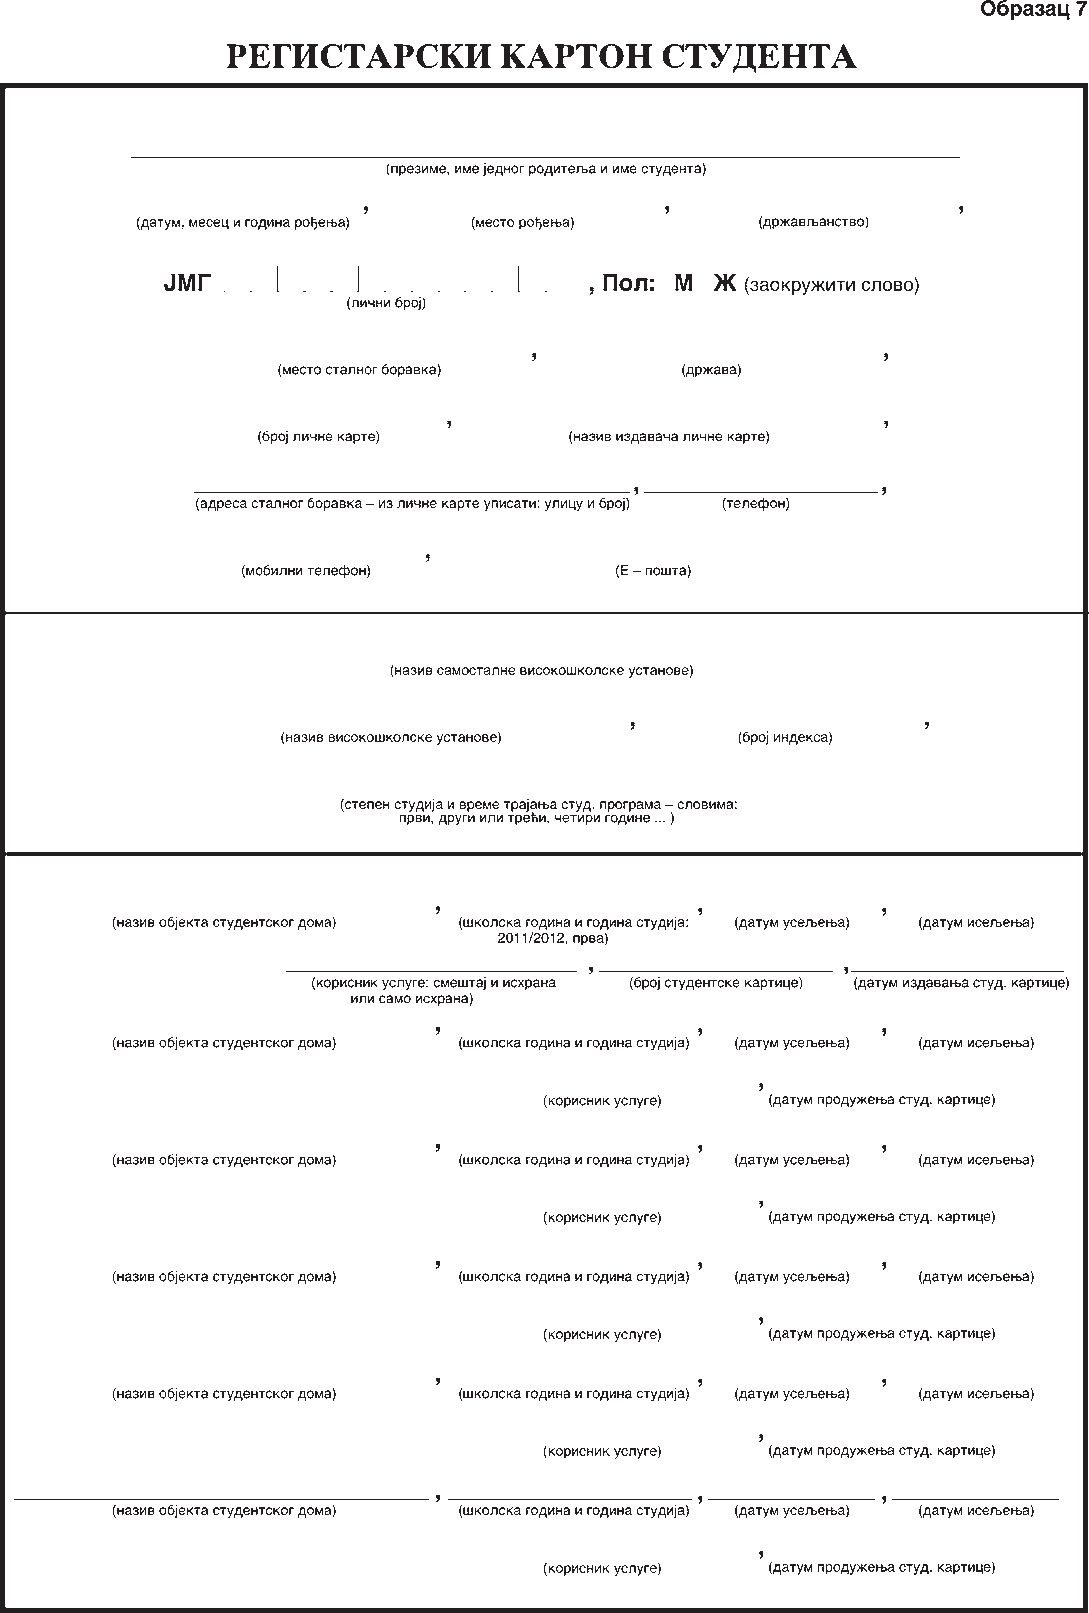 Образац 7
РЕГИСТАРСКИ КАРТОН СТУДЕНТА
(презиме, име једног родитеља и име студента)
, , ,
(датум, месец и година рођења) (место рођења) (држављанство)
ЈМГ , Пол: М Ж (заокружити слово)
(лични број)
, ,
(место сталног боравка) (држава)
, ,
(број личне карте) (назив издавача личне карте)
, ,
(адреса сталног боравка – из личне карте уписати: улицу и број) (телефон)
,
(мобилни телефон) (Е – пошта)
(назив самосталне високошколске установе)
, ,
(назив високошколске установе) (број индекса)
(степен студија и време трајања студ. програма – словима:
први, други или трећи, четири године ... )
, , ,
(назив објекта студентског дома) (школска година и година студија: (датум усељења) (датум исељења)
2011/2012, прва)
, ,
(корисник услуге: смештај и исхрана (број студентске картице) (датум издавања студ. картице)
или само исхрана)
, , ,
(назив објекта студентског дома) (школска година и година студија) (датум усељења) (датум исељења)
,
(корисник услуге) (датум продужења студ. картице)
, , ,
(назив објекта студентског дома) (школска година и година студија) (датум усељења) (датум исељења)
,
(корисник услуге) (датум продужења студ. картице)
, , ,
(назив објекта студентског дома) (школска година и година студија) (датум усељења) (датум исељења)
,
(корисник услуге) (датум продужења студ. картице)
, , ,
(назив објекта студентског дома) (школска година и година студија) (датум усељења) (датум исељења)
,
(корисник услуге) (датум продужења студ. картице)
, , ,
(назив објекта студентског дома) (школска година и година студија) (датум усељења) (датум исељења)
,
(корисник услуге) (датум продужења студ. картице)